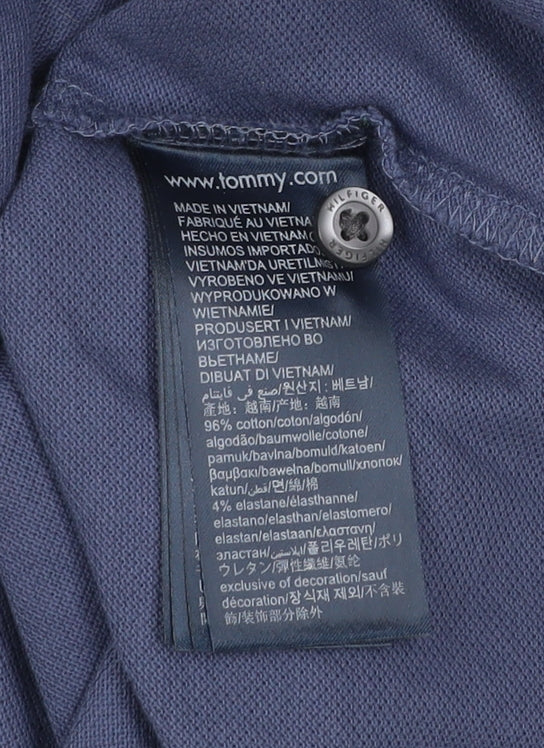 www.tommy.com
HILFIGER
HILFIGER
MADE IN VIETNAM/
FABRIQUÉ AU VIETNA
HECHO EN VIETNAM
INSUMOS IMPORTADO
VIETNAM'DA ÜRETILMIŞTIR/
VYROBENO VE VIETNAMU/
WYPRODUKOWANO W
WIETNAMIE/
PRODUSERT I VIETNAM/
ИЗГОТОВЛЕНО ВО
ВЬЕТНАМЕ/
DIBUAT DI VIETNAM/
صنع في فايتنام/원산지 : 베트남/
產地：越南/产地：越南
96% cotton/coton/algodón/
algodão/baumwolle/cotone/
pamuk/bavlna/bomuld/katoen/
βαμβακι/bawełna/bomull/хлопок/
katun/قطن/면/綿/棉
4% elastane/élasthanne/
elastano/elasthan/elastomero/
elastan/elastaan/ελαστανη/
эластан/ايلاستين/폴리우레탄/ポリ
ウレタン/彈性纖維/氨纶
exclusive of decoration/sauf
décoration/장식재 제외/不含裝
飾/装饰部分除外